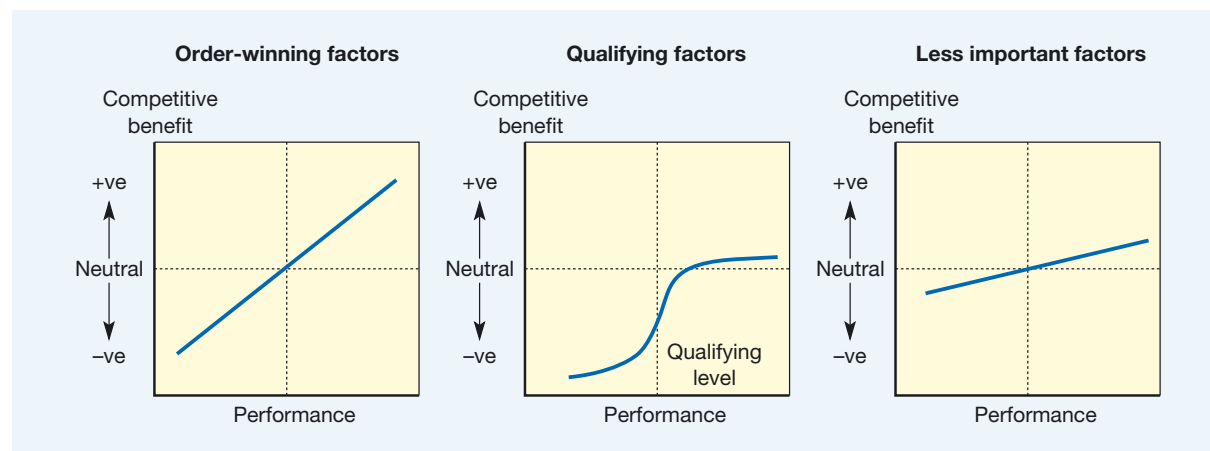 Order-winning factors
Competitive
benefit
+ve
Neutral
–ve
Performance
Qualifying factors
Competitive
benefit
+ve
Neutral
–ve
Qualifying
level
Performance
Less important factors
Competitive
benefit
+ve
Neutral
–ve
Performance